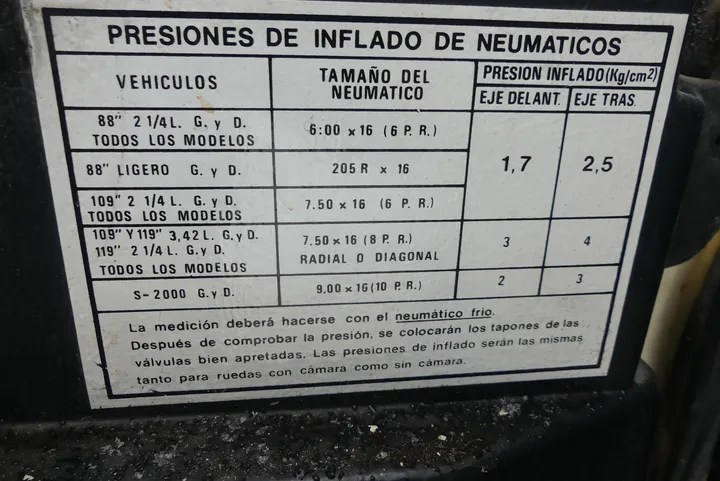 PRESIONES DE INFLADO DE NEUMATICOS
VEHICULOS
TAMAÑO DEL
NEUMATICO
PRESION INFLADO(Kg/cm2)
EJE DELANT. EJE TRAS.
88" 2 1/4 L. G. y D.
TODOS LOS MODELOS
6:00 x 16 (6 P. R.)
1,7 2,5
88" LIGERO G. y D.
205 R x 16
109" 2 1/4 L. G. y D.
TODOS LOS MODELOS
7.50 x 16 (6 P. R.)
109" Y 119" 3,42 L. G. y D.
119" 2 1/4 L. G. y D.
TODOS LOS MODELOS
7.50 x 16 (8 P. R.)
RADIAL O DIAGONAL
3 4
S-2000 G. y D.
9.00 x 16 (10 P. R.)
2 3
La medición deberá hacerse con el neumático frio.
Después de comprobar la presión, se colocarán los tapones de las
válvulas bien apretadas. Las presiones de inflado serán las mismas
tanto para ruedas con cámara como sin cámara.